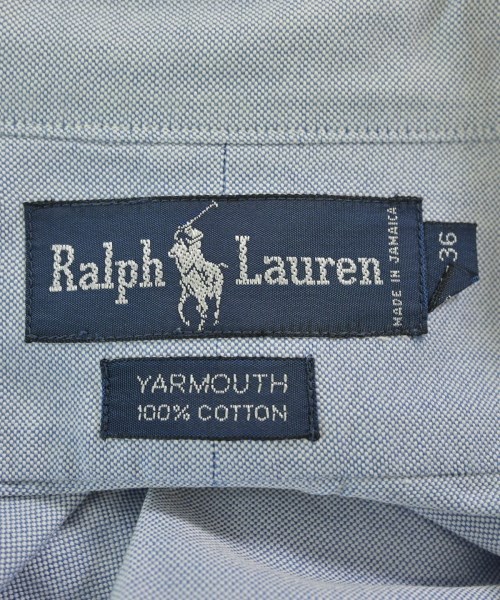 Ralph Lauren
MADE IN JAMAICA
36
YARMOUTH
100% COTTON